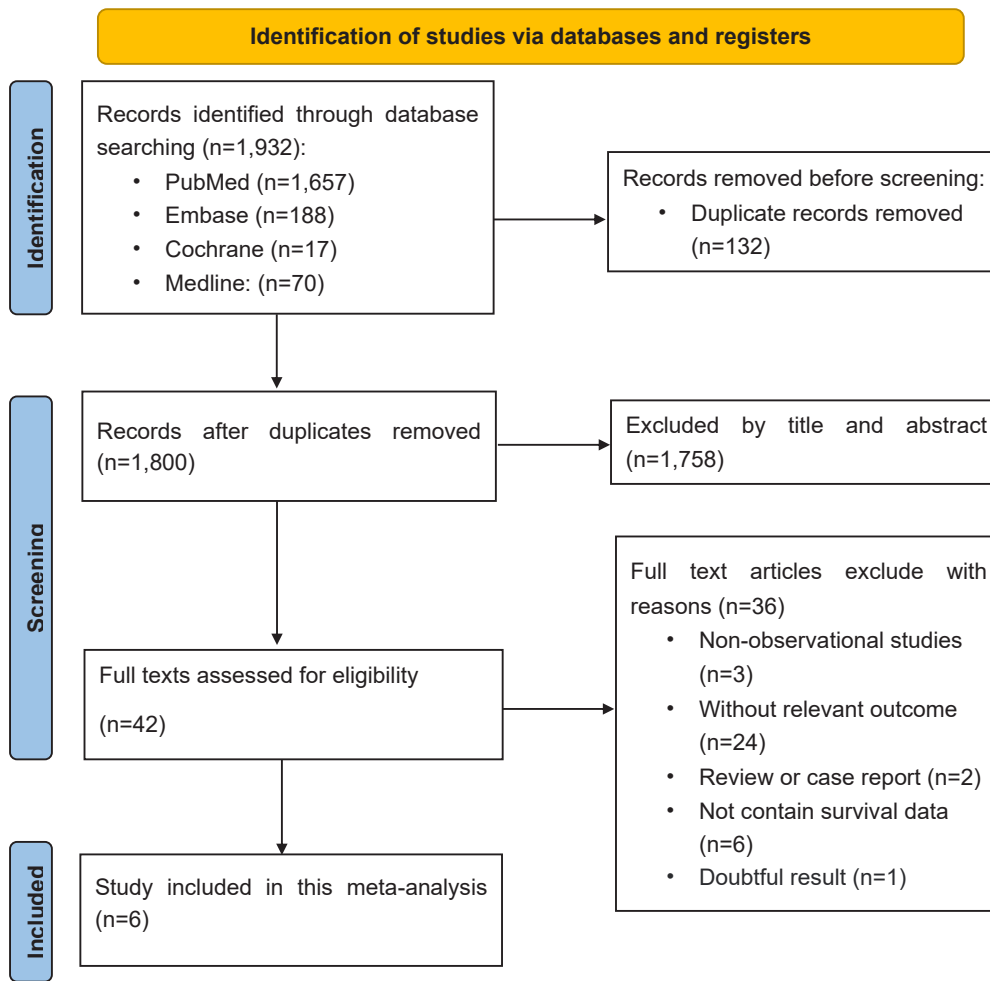 Identification of studies via databases and registers
Identification
Records identified through database
searching (n=1,932):
• PubMed (n=1,657)
• Embase (n=188)
• Cochrane (n=17)
• Medline: (n=70)
Records removed before screening:
• Duplicate records removed
(n=132)
Screening
Records after duplicates removed
(n=1,800)
Excluded by title and abstract
(n=1,758)
Full texts assessed for eligibility
(n=42)
Full text articles exclude with
reasons (n=36)
• Non-observational studies
(n=3)
• Without relevant outcome
(n=24)
• Review or case report (n=2)
• Not contain survival data
(n=6)
• Doubtful result (n=1)
Included
Study included in this meta-analysis
(n=6)